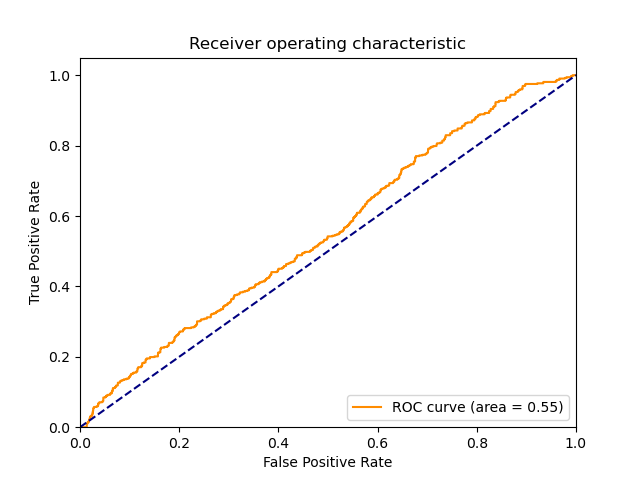 Receiver operating characteristic
True Positive Rate
1.0
0.8
0.6
0.4
0.2
0.0
ROC curve (area = 0.55)
0.0 0.2 0.4 0.6 0.8 1.0
False Positive Rate